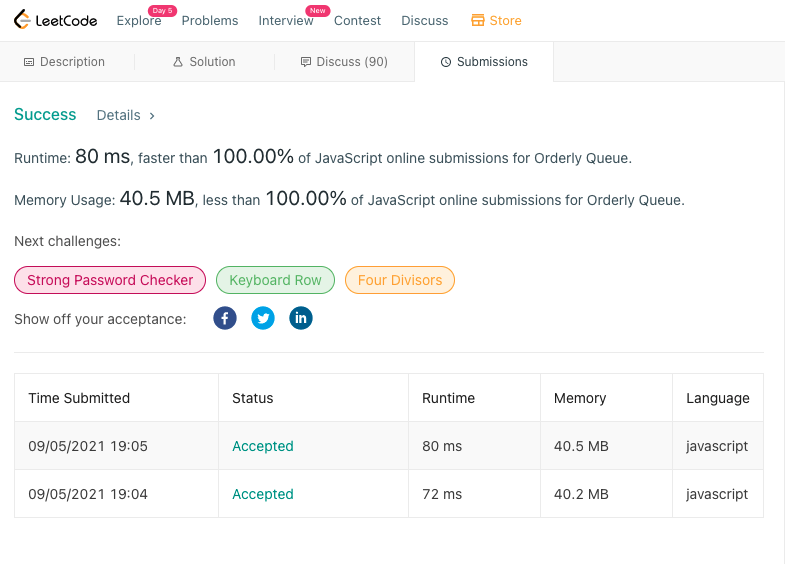 LeetCode Explore Day 5 Problems Interview New Contest Discuss Store
Description Solution Discuss (90) Submissions
Success Details ›
Runtime: 80 ms, faster than 100.00% of JavaScript online submissions for Orderly Queue.
Memory Usage: 40.5 MB, less than 100.00% of JavaScript online submissions for Orderly Queue.
Next challenges:
Strong Password Checker Keyboard Row Four Divisors
Show off your acceptance:
Time Submitted Status Runtime Memory Language
09/05/2021 19:05 Accepted 80 ms 40.5 MB javascript
09/05/2021 19:04 Accepted 72 ms 40.2 MB javascript